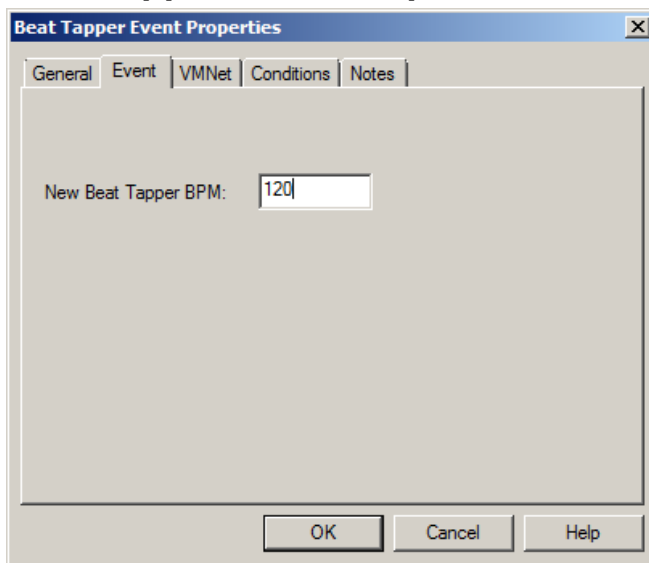 Beat Tapper Event Properties
General Event VMNet Conditions Notes
New Beat Tapper BPM: 120
OK Cancel Help